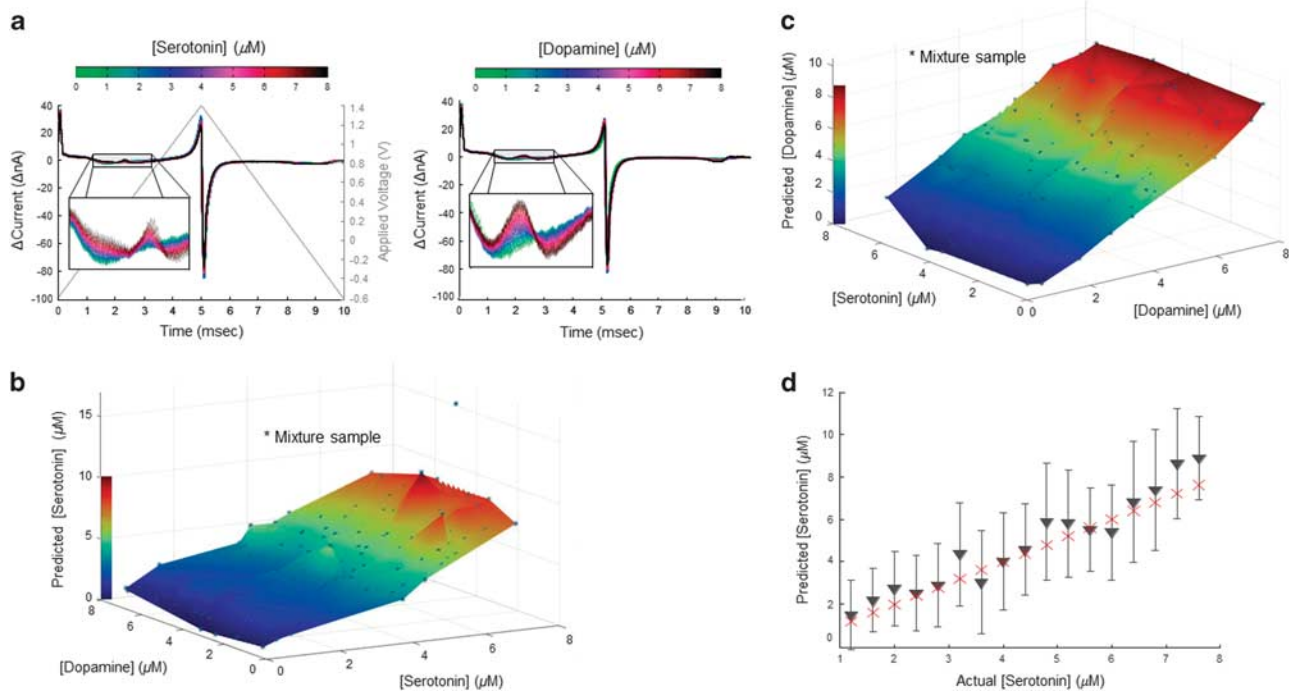 a
[Serotonin] (μM)
0 1 2 3 4 5 6 7 8
40
20
0
-20
-40
-60
-80
-100
ΔCurrent (ΔnA)
1.4
1.2
1.0
0.8
0.6
0.4
0.2
0
-0.2
-0.4
-0.6
Applied Voltage (V)
0 1 2 3 4 5 6 7 8 9 10
Time (msec)
[Dopamine] (μM)
0 1 2 3 4 5 6 7 8
40
20
0
-20
-40
-60
-80
-100
ΔCurrent (ΔnA)
0 1 2 3 4 5 6 7 8 9 10
Time (msec)
b
* Mixture sample
Predicted [Serotonin] (μM)
15
10
5
0
8 6 4 2 0
[Dopamine] (μM)
0 2 4 6 8
[Serotonin] (μM)
c
* Mixture sample
Predicted [Dopamine] (μM)
10
8
6
4
2
0
8 6 4 2 0
[Serotonin] (μM)
0 2 4 6 8
[Dopamine] (μM)
d
Predicted [Serotonin] (μM)
12
10
8
6
4
2
0
1 2 3 4 5 6 7 8
Actual [Serotonin] (μM)